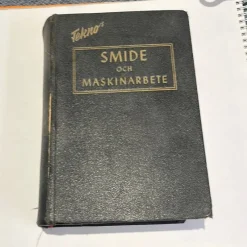 Tekno's
SMIDE
OCH
MASKINARBETE